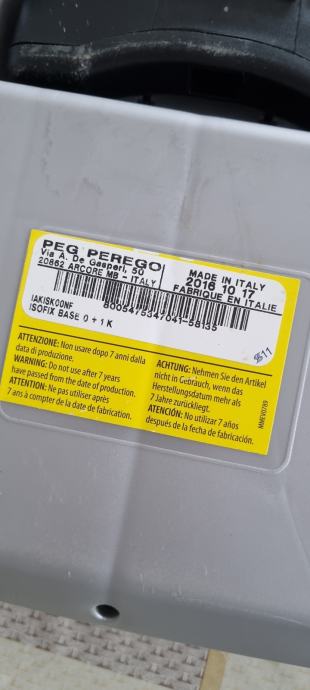 PEG PEREGO
Via A. De Gasperi, 50
20862 ARCORE MB - ITALY
MADE IN ITALY
2016 10 17
FABRIQUE EN ITALIE
8005475347041-58135
IAKISK00NF
ISOFIX BASE 0 + 1 K
ATTENZIONE: Non usare dopo 7 anni dalla
data di produzione.
WARNING: Do not use after 7 years
have passed from the date of production.
ATTENTION: Ne pas utiliser après
7 ans à compter de la date de fabrication.
ACHTUNG: Nehmen Sie den Artikel
nicht in Gebrauch, wenn das
Herstellungsdatum mehr als
7 Jahre zurückliegt.
ATENCIÓN: No utilizar 7 años
después de la fecha de fabricación.